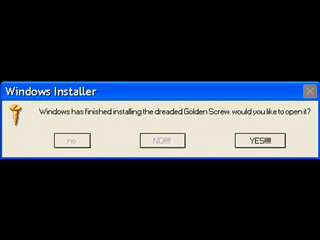 Windows Installer
Windows has finished installing the dreaded Golden Screw. would you like to open it?
no
NO!!!!
YES!!!!